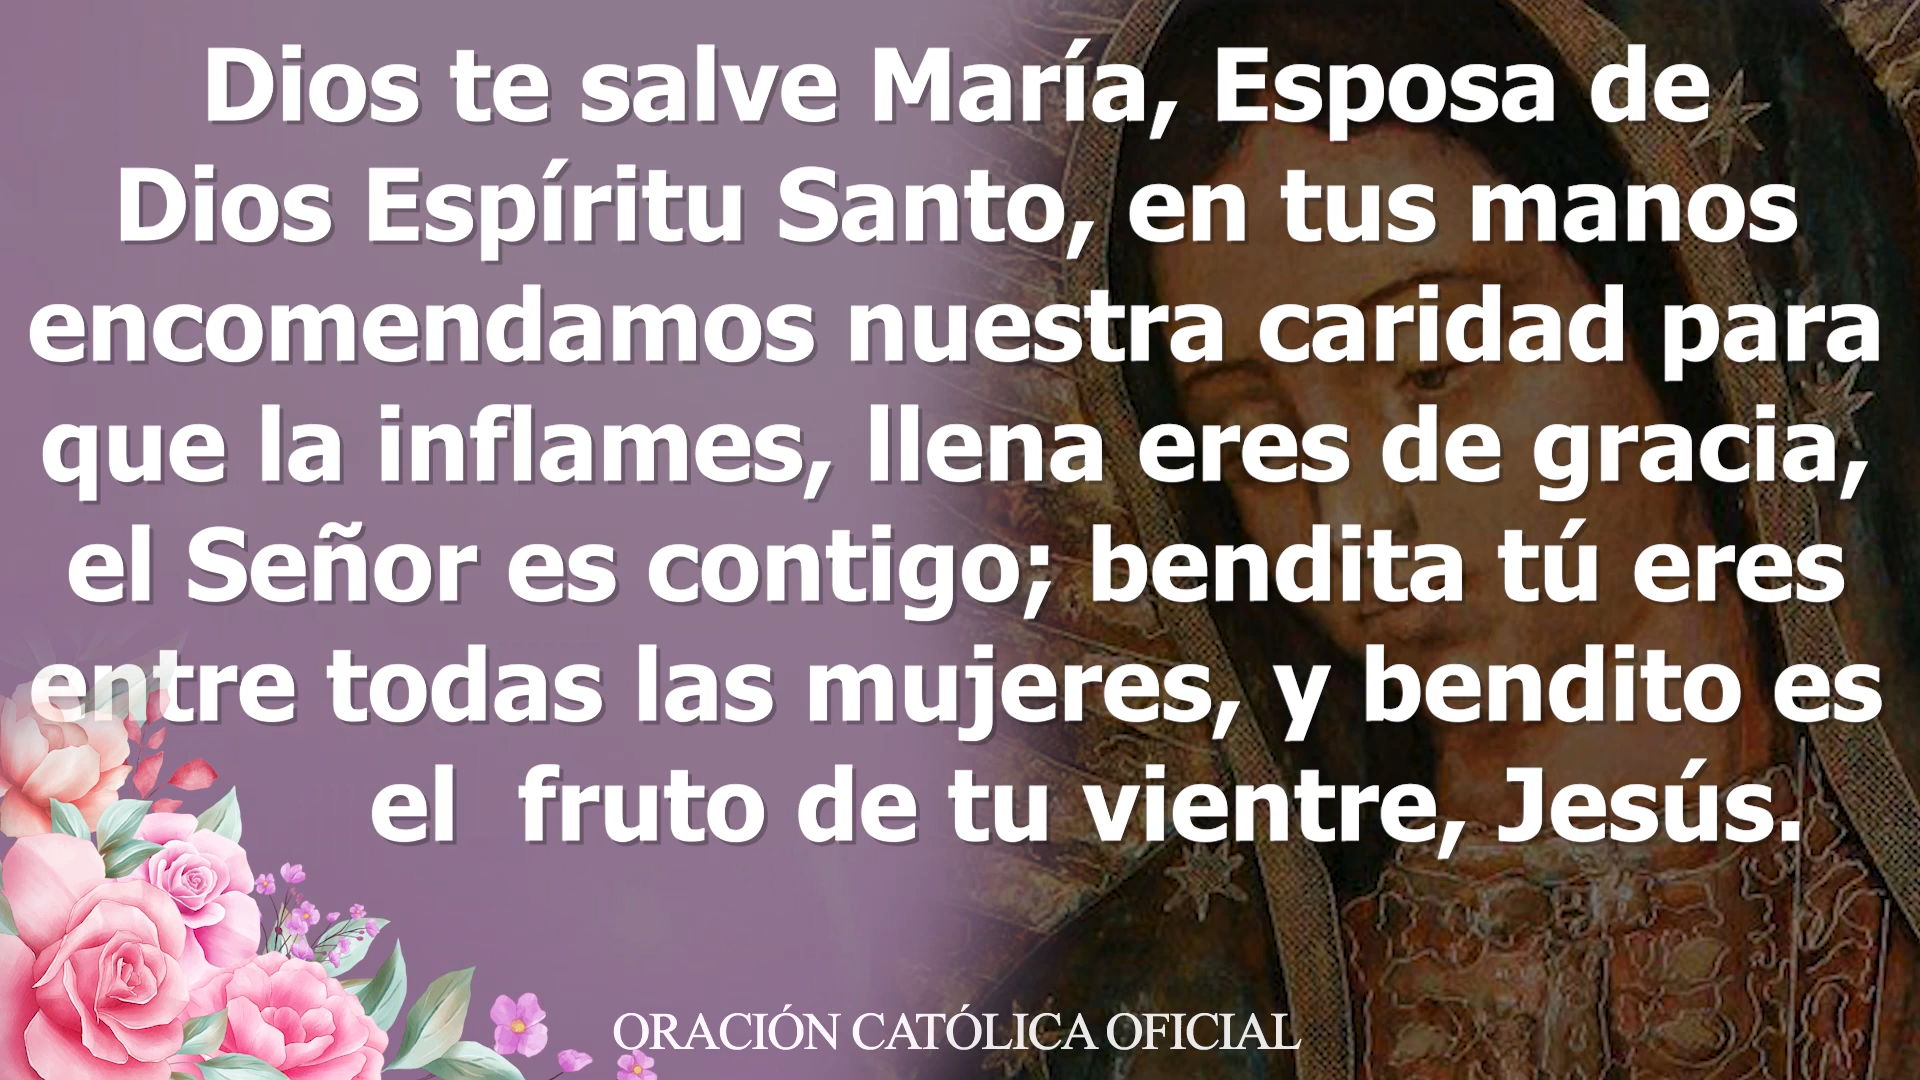 Dios te salve María, Esposa de
Dios Espíritu Santo, en tus manos
encomendamos nuestra caridad para
que la inflames, llena eres de gracia,
el Señor es contigo; bendita tú eres
entre todas las mujeres, y bendito es
el fruto de tu vientre, Jesús.
ORACIÓN CATÓLICA OFICIAL